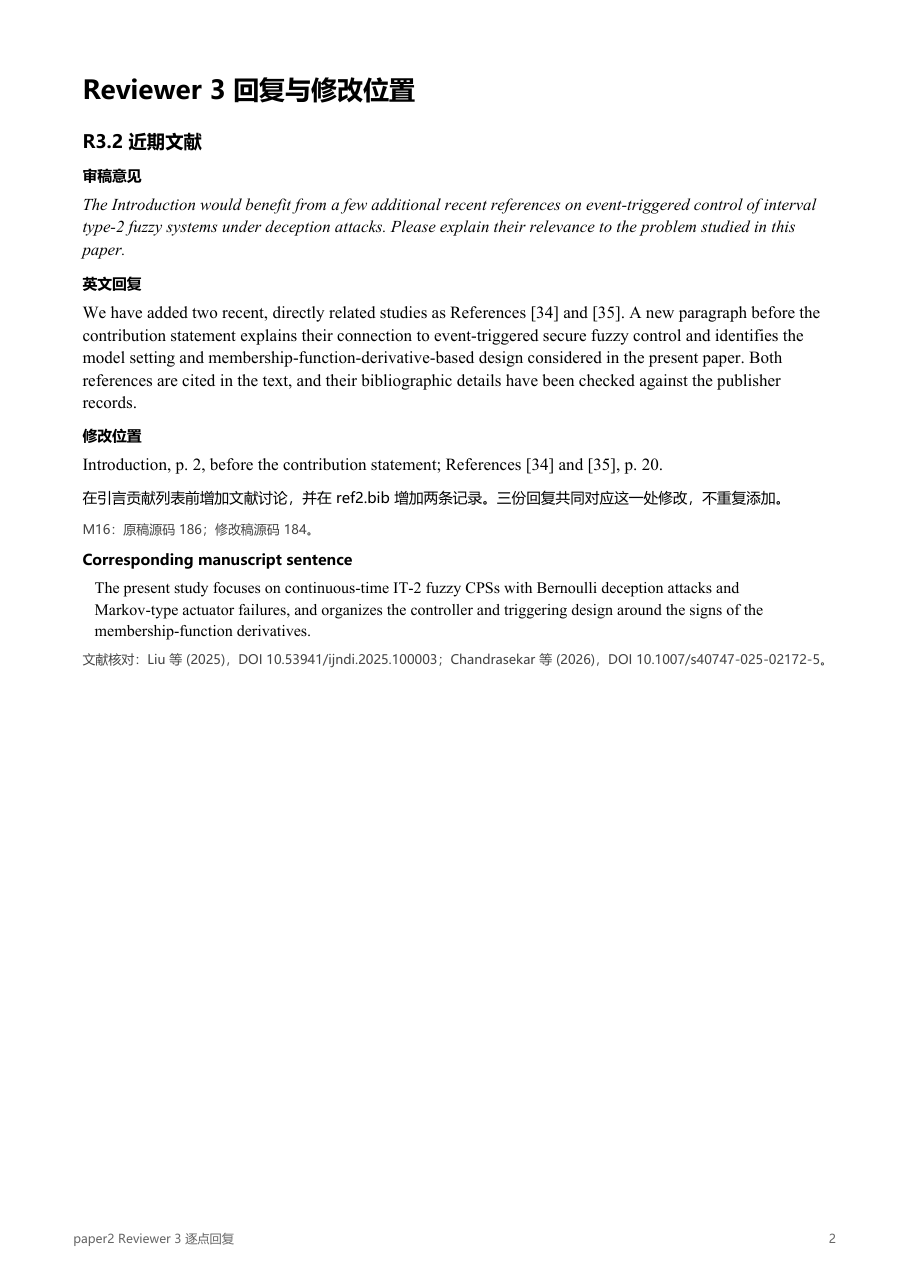 Reviewer 3 回复与修改位置
R3.2 近期文献
审稿意见
The Introduction would benefit from a few additional recent references on event-triggered control of interval
type-2 fuzzy systems under deception attacks. Please explain their relevance to the problem studied in this
paper.
英文回复
We have added two recent, directly related studies as References [34] and [35]. A new paragraph before the
contribution statement explains their connection to event-triggered secure fuzzy control and identifies the
model setting and membership-function-derivative-based design considered in the present paper. Both
references are cited in the text, and their bibliographic details have been checked against the publisher
records.
修改位置
Introduction, p. 2, before the contribution statement; References [34] and [35], p. 20.
在引言贡献列表前增加文献讨论，并在 ref2.bib 增加两条记录。三份回复共同对应这一处修改，不重复添加。
M16：原稿源码 186；修改稿源码 184。
Corresponding manuscript sentence
The present study focuses on continuous-time IT-2 fuzzy CPSs with Bernoulli deception attacks and
Markov-type actuator failures, and organizes the controller and triggering design around the signs of the
membership-function derivatives.
文献核对：Liu 等 (2025)，DOI 10.53941/ijndi.2025.100003；Chandrasekar 等 (2026)，DOI 10.1007/s40747-025-02172-5。
paper2 Reviewer 3 逐点回复
2